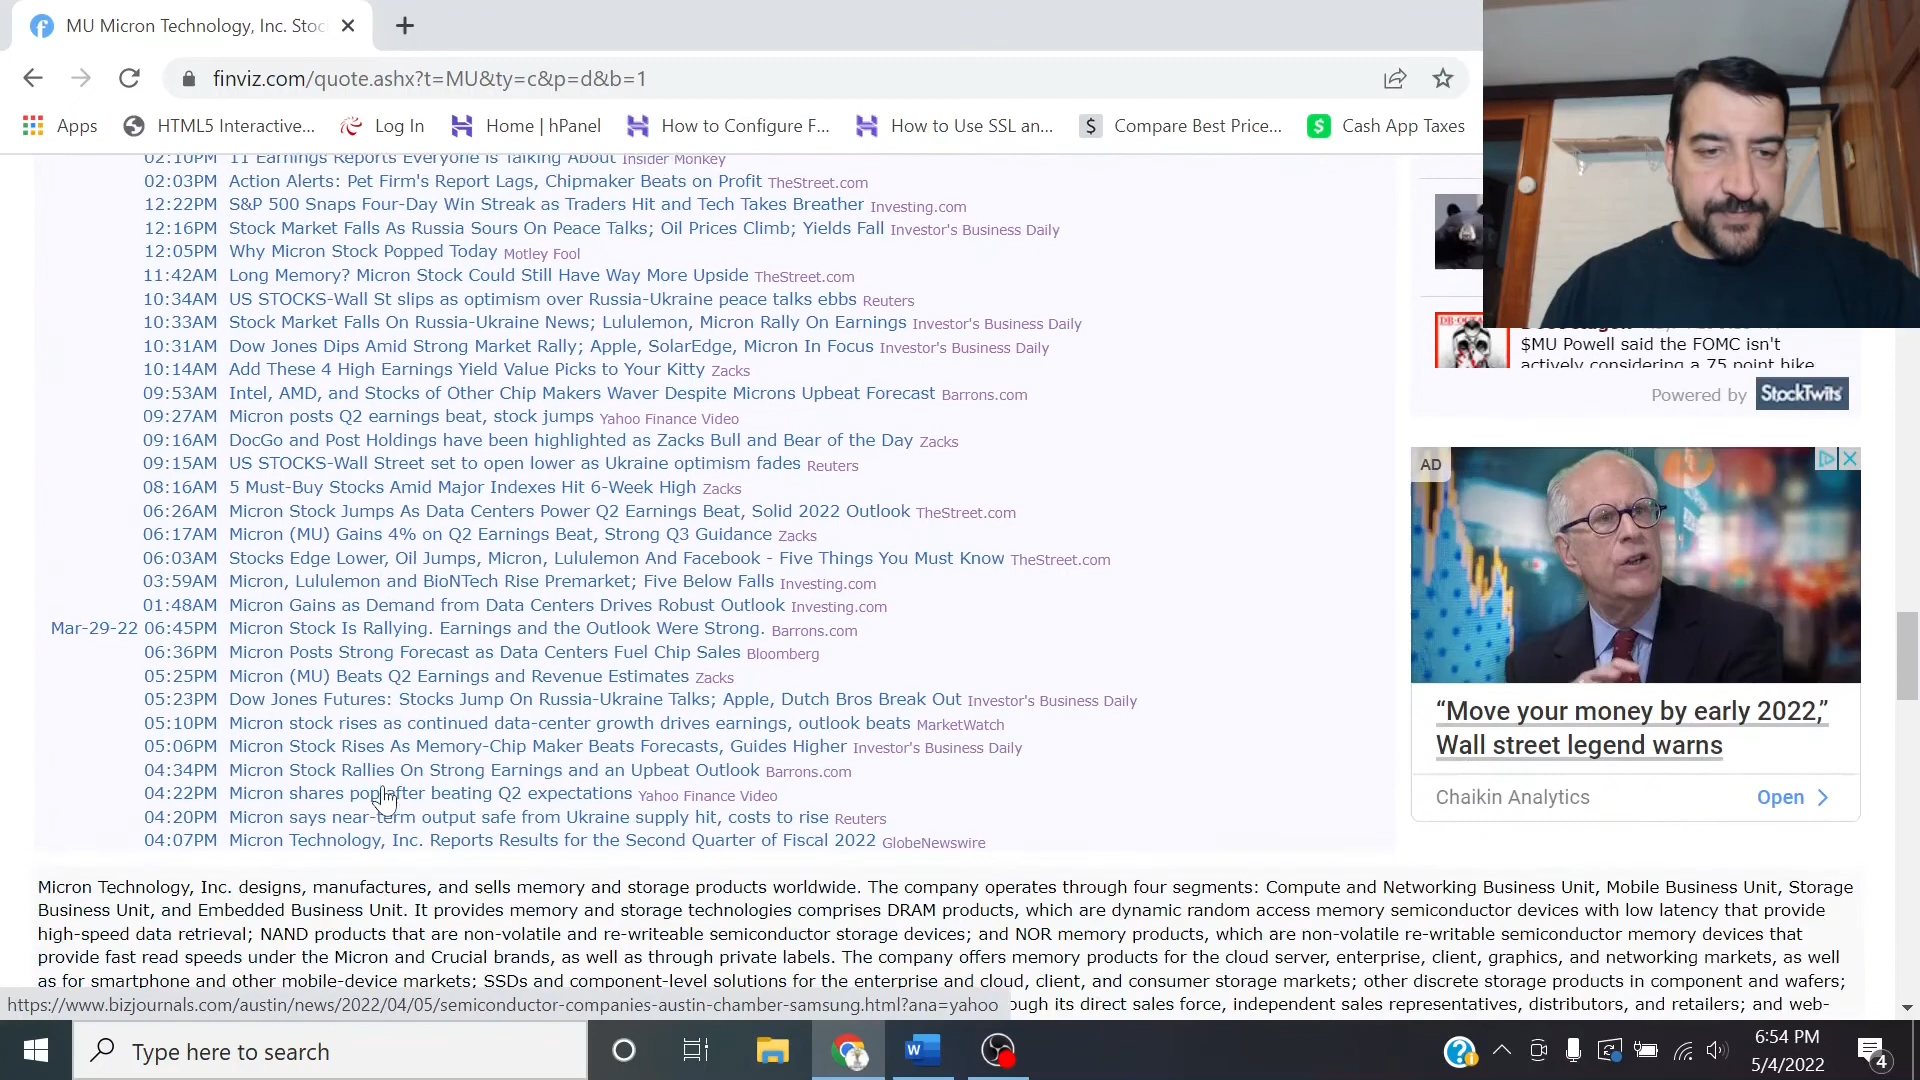 MU Micron Technology, Inc. Stoc
finviz.com/quote.ashx?t=MU&ty=c&p=d&b=1
Apps HTML5 Interactive... Log In Home | hPanel How to Configure F... How to Use SSL an... Compare Best Price... Cash App Taxes
02:10PM 11 Earnings Reports Everyone is Talking About Insider Monkey
02:03PM Action Alerts: Pet Firm's Report Lags, Chipmaker Beats on Profit TheStreet.com
12:22PM S&P 500 Snaps Four-Day Win Streak as Traders Hit and Tech Takes Breather Investing.com
12:16PM Stock Market Falls As Russia Sours On Peace Talks; Oil Prices Climb; Yields Fall Investor's Business Daily
12:05PM Why Micron Stock Popped Today Motley Fool
11:42AM Long Memory? Micron Stock Could Still Have Way More Upside TheStreet.com
10:34AM US STOCKS-Wall St slips as optimism over Russia-Ukraine peace talks ebbs Reuters
10:33AM Stock Market Falls On Russia-Ukraine News; Lululemon, Micron Rally On Earnings Investor's Business Daily
10:31AM Dow Jones Dips Amid Strong Market Rally; Apple, SolarEdge, Micron In Focus Investor's Business Daily
10:14AM Add These 4 High Earnings Yield Value Picks to Your Kitty Zacks
09:53AM Intel, AMD, and Stocks of Other Chip Makers Waver Despite Microns Upbeat Forecast Barrons.com
09:27AM Micron posts Q2 earnings beat, stock jumps Yahoo Finance Video
09:16AM DocGo and Post Holdings have been highlighted as Zacks Bull and Bear of the Day Zacks
09:15AM US STOCKS-Wall Street set to open lower as Ukraine optimism fades Reuters
08:16AM 5 Must-Buy Stocks Amid Major Indexes Hit 6-Week High Zacks
06:26AM Micron Stock Jumps As Data Centers Power Q2 Earnings Beat, Solid 2022 Outlook TheStreet.com
06:17AM Micron (MU) Gains 4% on Q2 Earnings Beat, Strong Q3 Guidance Zacks
06:03AM Stocks Edge Lower, Oil Jumps, Micron, Lululemon And Facebook - Five Things You Must Know TheStreet.com
03:59AM Micron, Lululemon and BioNTech Rise Premarket; Five Below Falls Investing.com
01:48AM Micron Gains as Demand from Data Centers Drives Robust Outlook Investing.com
Mar-29-22 06:45PM Micron Stock Is Rallying. Earnings and the Outlook Were Strong. Barrons.com
06:36PM Micron Posts Strong Forecast as Data Centers Fuel Chip Sales Bloomberg
05:25PM Micron (MU) Beats Q2 Earnings and Revenue Estimates Zacks
05:23PM Dow Jones Futures: Stocks Jump On Russia-Ukraine Talks; Apple, Dutch Bros Break Out Investor's Business Daily
05:10PM Micron stock rises as continued data-center growth drives earnings, outlook beats MarketWatch
05:06PM Micron Stock Rises As Memory-Chip Maker Beats Forecasts, Guides Higher Investor's Business Daily
04:34PM Micron Stock Rallies On Strong Earnings and an Upbeat Outlook Barrons.com
04:22PM Micron shares pop after beating Q2 expectations Yahoo Finance Video
04:20PM Micron says near-term output safe from Ukraine supply hit, costs to rise Reuters
04:07PM Micron Technology, Inc. Reports Results for the Second Quarter of Fiscal 2022 GlobeNewswire
$MU Powell said the FOMC isn't
actively considering a 75 point hike
Powered by StockTwits
AD
“Move your money by early 2022,”
Wall street legend warns
Chaikin Analytics Open
Micron Technology, Inc. designs, manufactures, and sells memory and storage products worldwide. The company operates through four segments: Compute and Networking Business Unit, Mobile Business Unit, Storage
Business Unit, and Embedded Business Unit. It provides memory and storage technologies comprises DRAM products, which are dynamic random access memory semiconductor devices with low latency that provide
high-speed data retrieval; NAND products that are non-volatile and re-writeable semiconductor storage devices; and NOR memory products, which are non-volatile re-writable semiconductor memory devices that
provide fast read speeds under the Micron and Crucial brands, as well as through private labels. The company offers memory products for the cloud server, enterprise, client, graphics, and networking markets, as well
as for smartphone and other mobile-device markets; SSDs and component-level solutions for the enterprise and cloud, client, and consumer storage markets; other discrete storage products in component and wafers;
https://www.bizjournals.com/austin/news/2022/04/05/semiconductor-companies-austin-chamber-samsung.html?ana=yahoo ough its direct sales force, independent sales representatives, distributors, and retailers; and web-
Type here to search
6:54 PM
5/4/2022
4